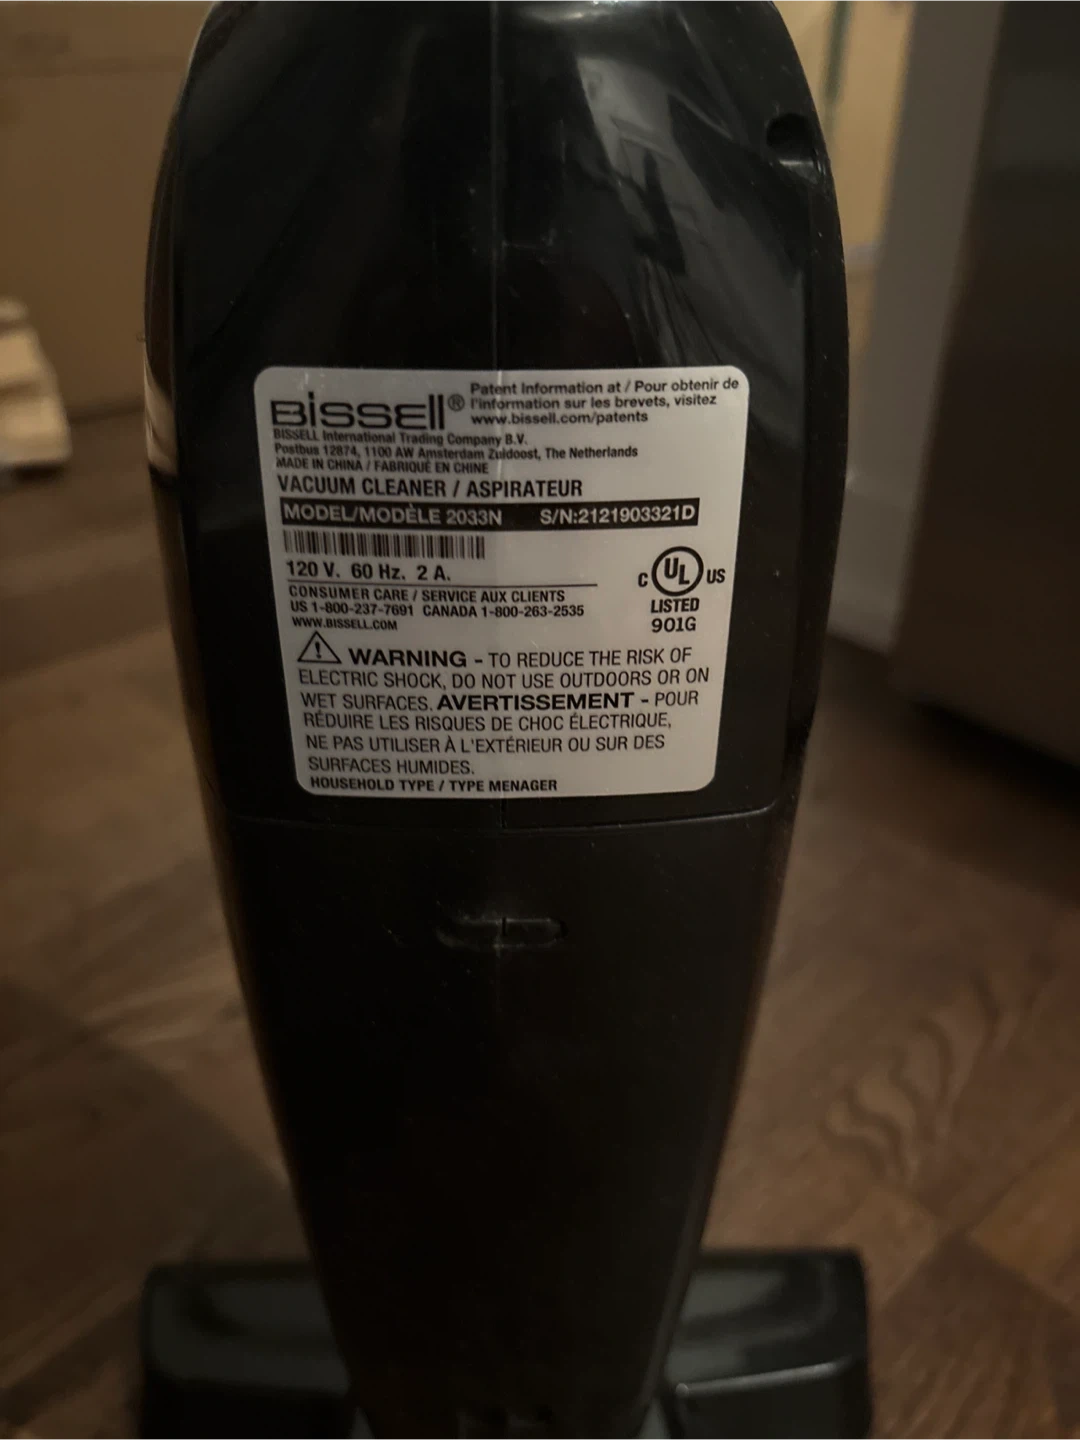 BISSELL®
Patent Information at / Pour obtenir de
l'information sur les brevets, visitez
www.bissell.com/patents
BISSELL International Trading Company B.V.
Postbus 12874, 1100 AW Amsterdam Zuidoost, The Netherlands
MADE IN CHINA / FABRIQUÉ EN CHINE
VACUUM CLEANER / ASPIRATEUR
MODEL/MODÈLE 2033N S/N:2121903321D
120 V. 60 Hz. 2 A.
C UL US
LISTED
901G
CONSUMER CARE / SERVICE AUX CLIENTS
US 1-800-237-7691 CANADA 1-800-263-2535
WWW.BISSELL.COM
WARNING - TO REDUCE THE RISK OF
ELECTRIC SHOCK, DO NOT USE OUTDOORS OR ON
WET SURFACES. AVERTISSEMENT - POUR
RÉDUIRE LES RISQUES DE CHOC ÉLECTRIQUE,
NE PAS UTILISER À L'EXTÉRIEUR OU SUR DES
SURFACES HUMIDES.
HOUSEHOLD TYPE / TYPE MENAGER